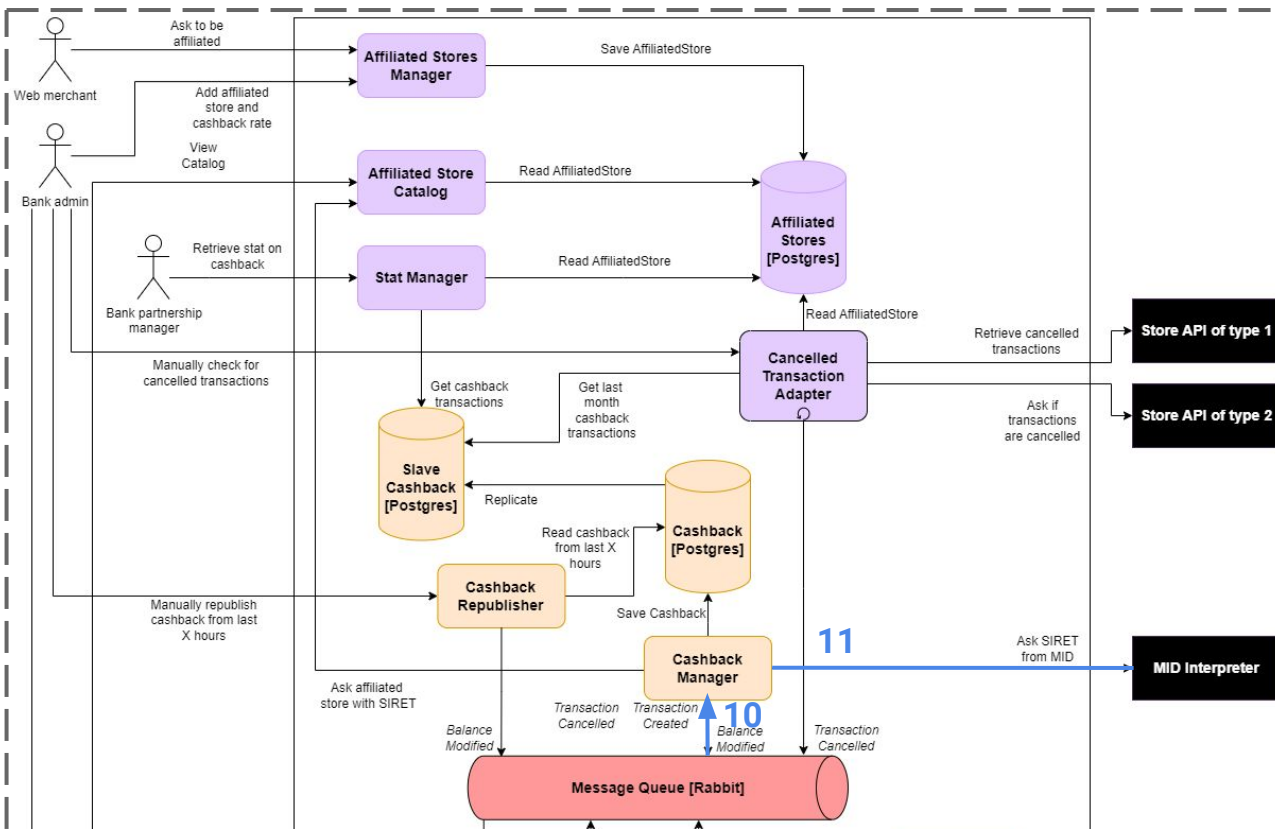 Ask to be
affiliated
Web merchant
Affiliated Stores
Manager
Save AffiliatedStore
Add affiliated
store and
cashback rate
View
Catalog
Bank admin
Affiliated Store
Catalog
Read AffiliatedStore
Affiliated
Stores
[Postgres]
Retrieve stat on
cashback
Bank partnership
manager
Stat Manager
Read AffiliatedStore
Read AffiliatedStore
Manually check for
cancelled transactions
Cancelled
Transaction
Adapter
Retrieve cancelled
transactions
Store API of type 1
Ask if
transactions
are cancelled
Store API of type 2
Get cashback
transactions
Get last
month
cashback
transactions
Slave
Cashback
[Postgres]
Replicate
Cashback
[Postgres]
Read cashback
from last X
hours
Manually republish
cashback from last
X hours
Cashback
Republisher
Save Cashback
Cashback
Manager
11
Ask SIRET
from MID
MID Interpreter
Ask affiliated
store with SIRET
Balance
Modified
Transaction
Cancelled
Transaction
Created
10
Balance
Modified
Transaction
Cancelled
Message Queue [Rabbit]